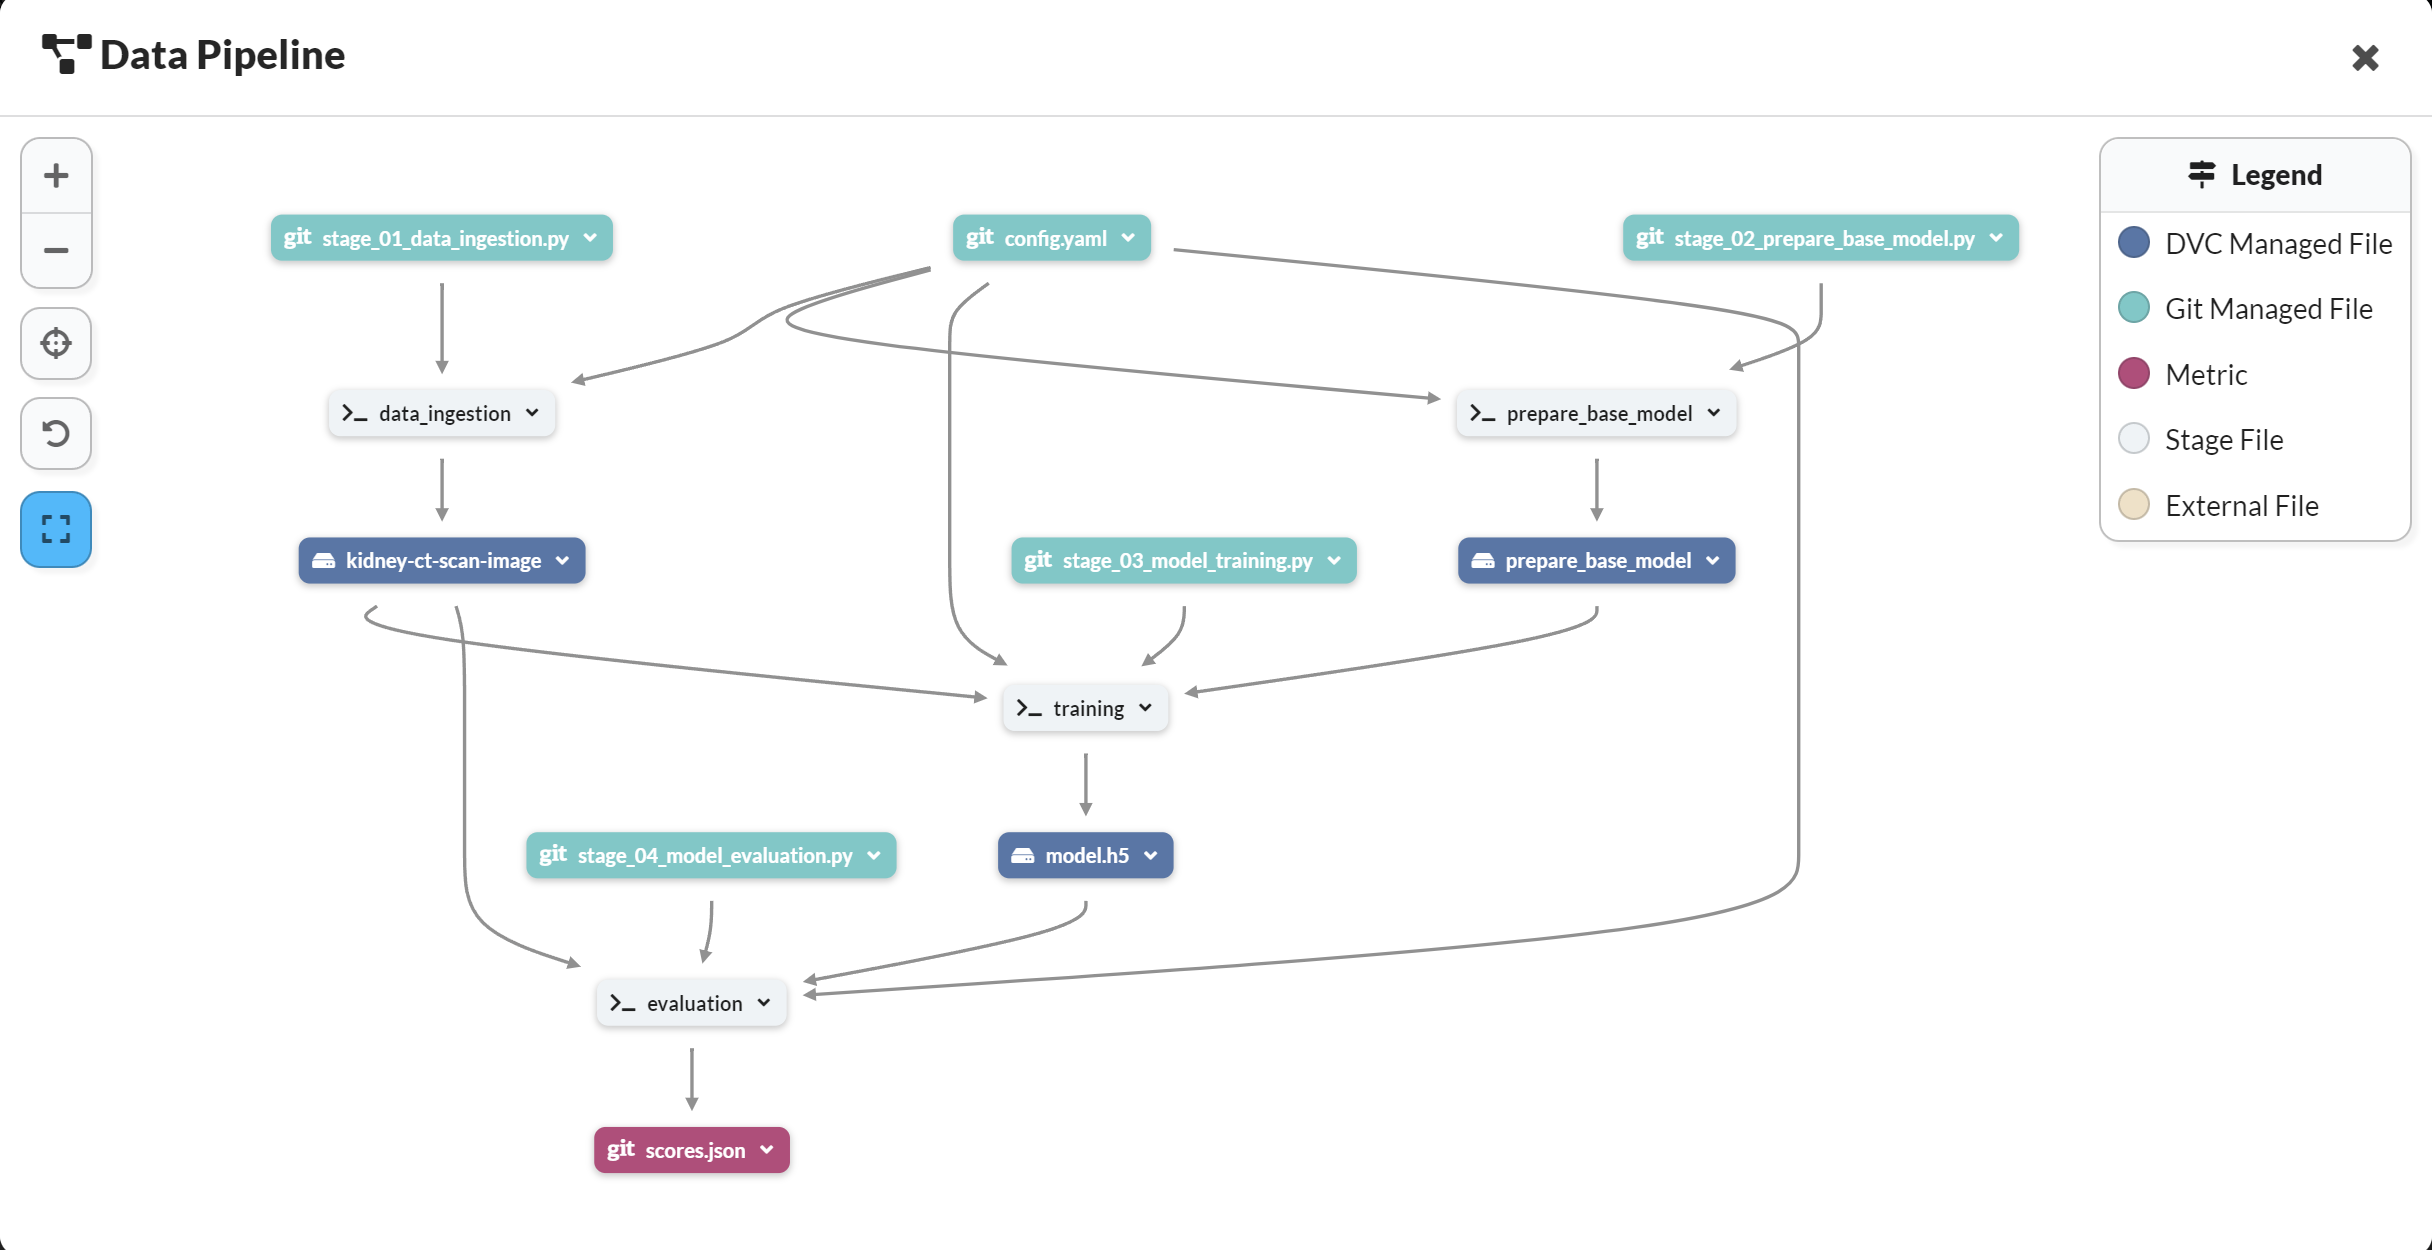 Data Pipeline
Legend
DVC Managed File
Git Managed File
Metric
Stage File
External File
git stage_01_data_ingestion.py
git config.yaml
git stage_02_prepare_base_model.py
>_ data_ingestion
>_ prepare_base_model
kidney-ct-scan-image
git stage_03_model_training.py
prepare_base_model
>_ training
git stage_04_model_evaluation.py
model.h5
>_ evaluation
git scores.json